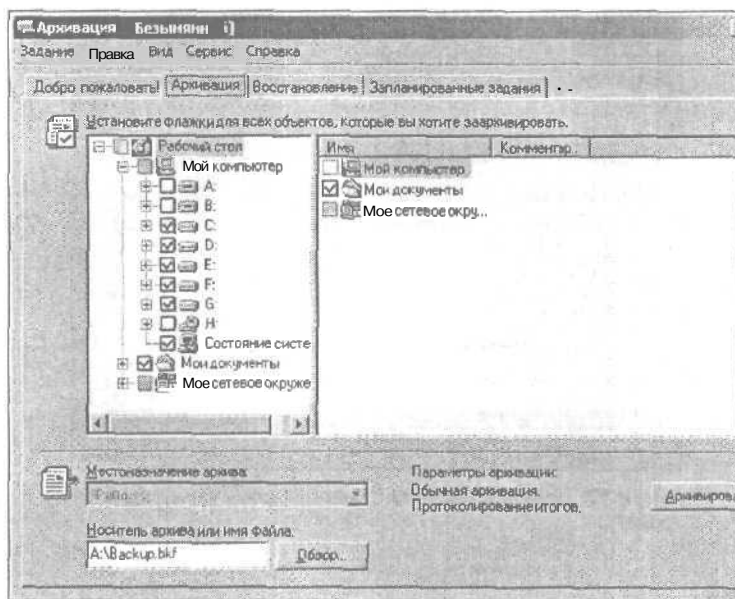 Архивация Безымянн
Задание Правка Вид Сервис Справка
Добро пожаловать! Архивация Восстановление Запланированные задания
Установите флажки для всех объектов, которые вы хотите заархивировать.
Рабочий стол
Мой компьютер
A:
B:
C:
D:
E:
F:
G:
H:
Состояние систе
Мои документы
Мое сетевое окруже
Имя Комментар..
Мой компьютер
Мои документы
Мое сетевое окру...
Местоназначение архива:
Параметры архивации:
Обычная архивация.
Протоколирование итогов.
Архивирова
Носитель архива или имя файла:
A:\Backup.bkf Обзор...